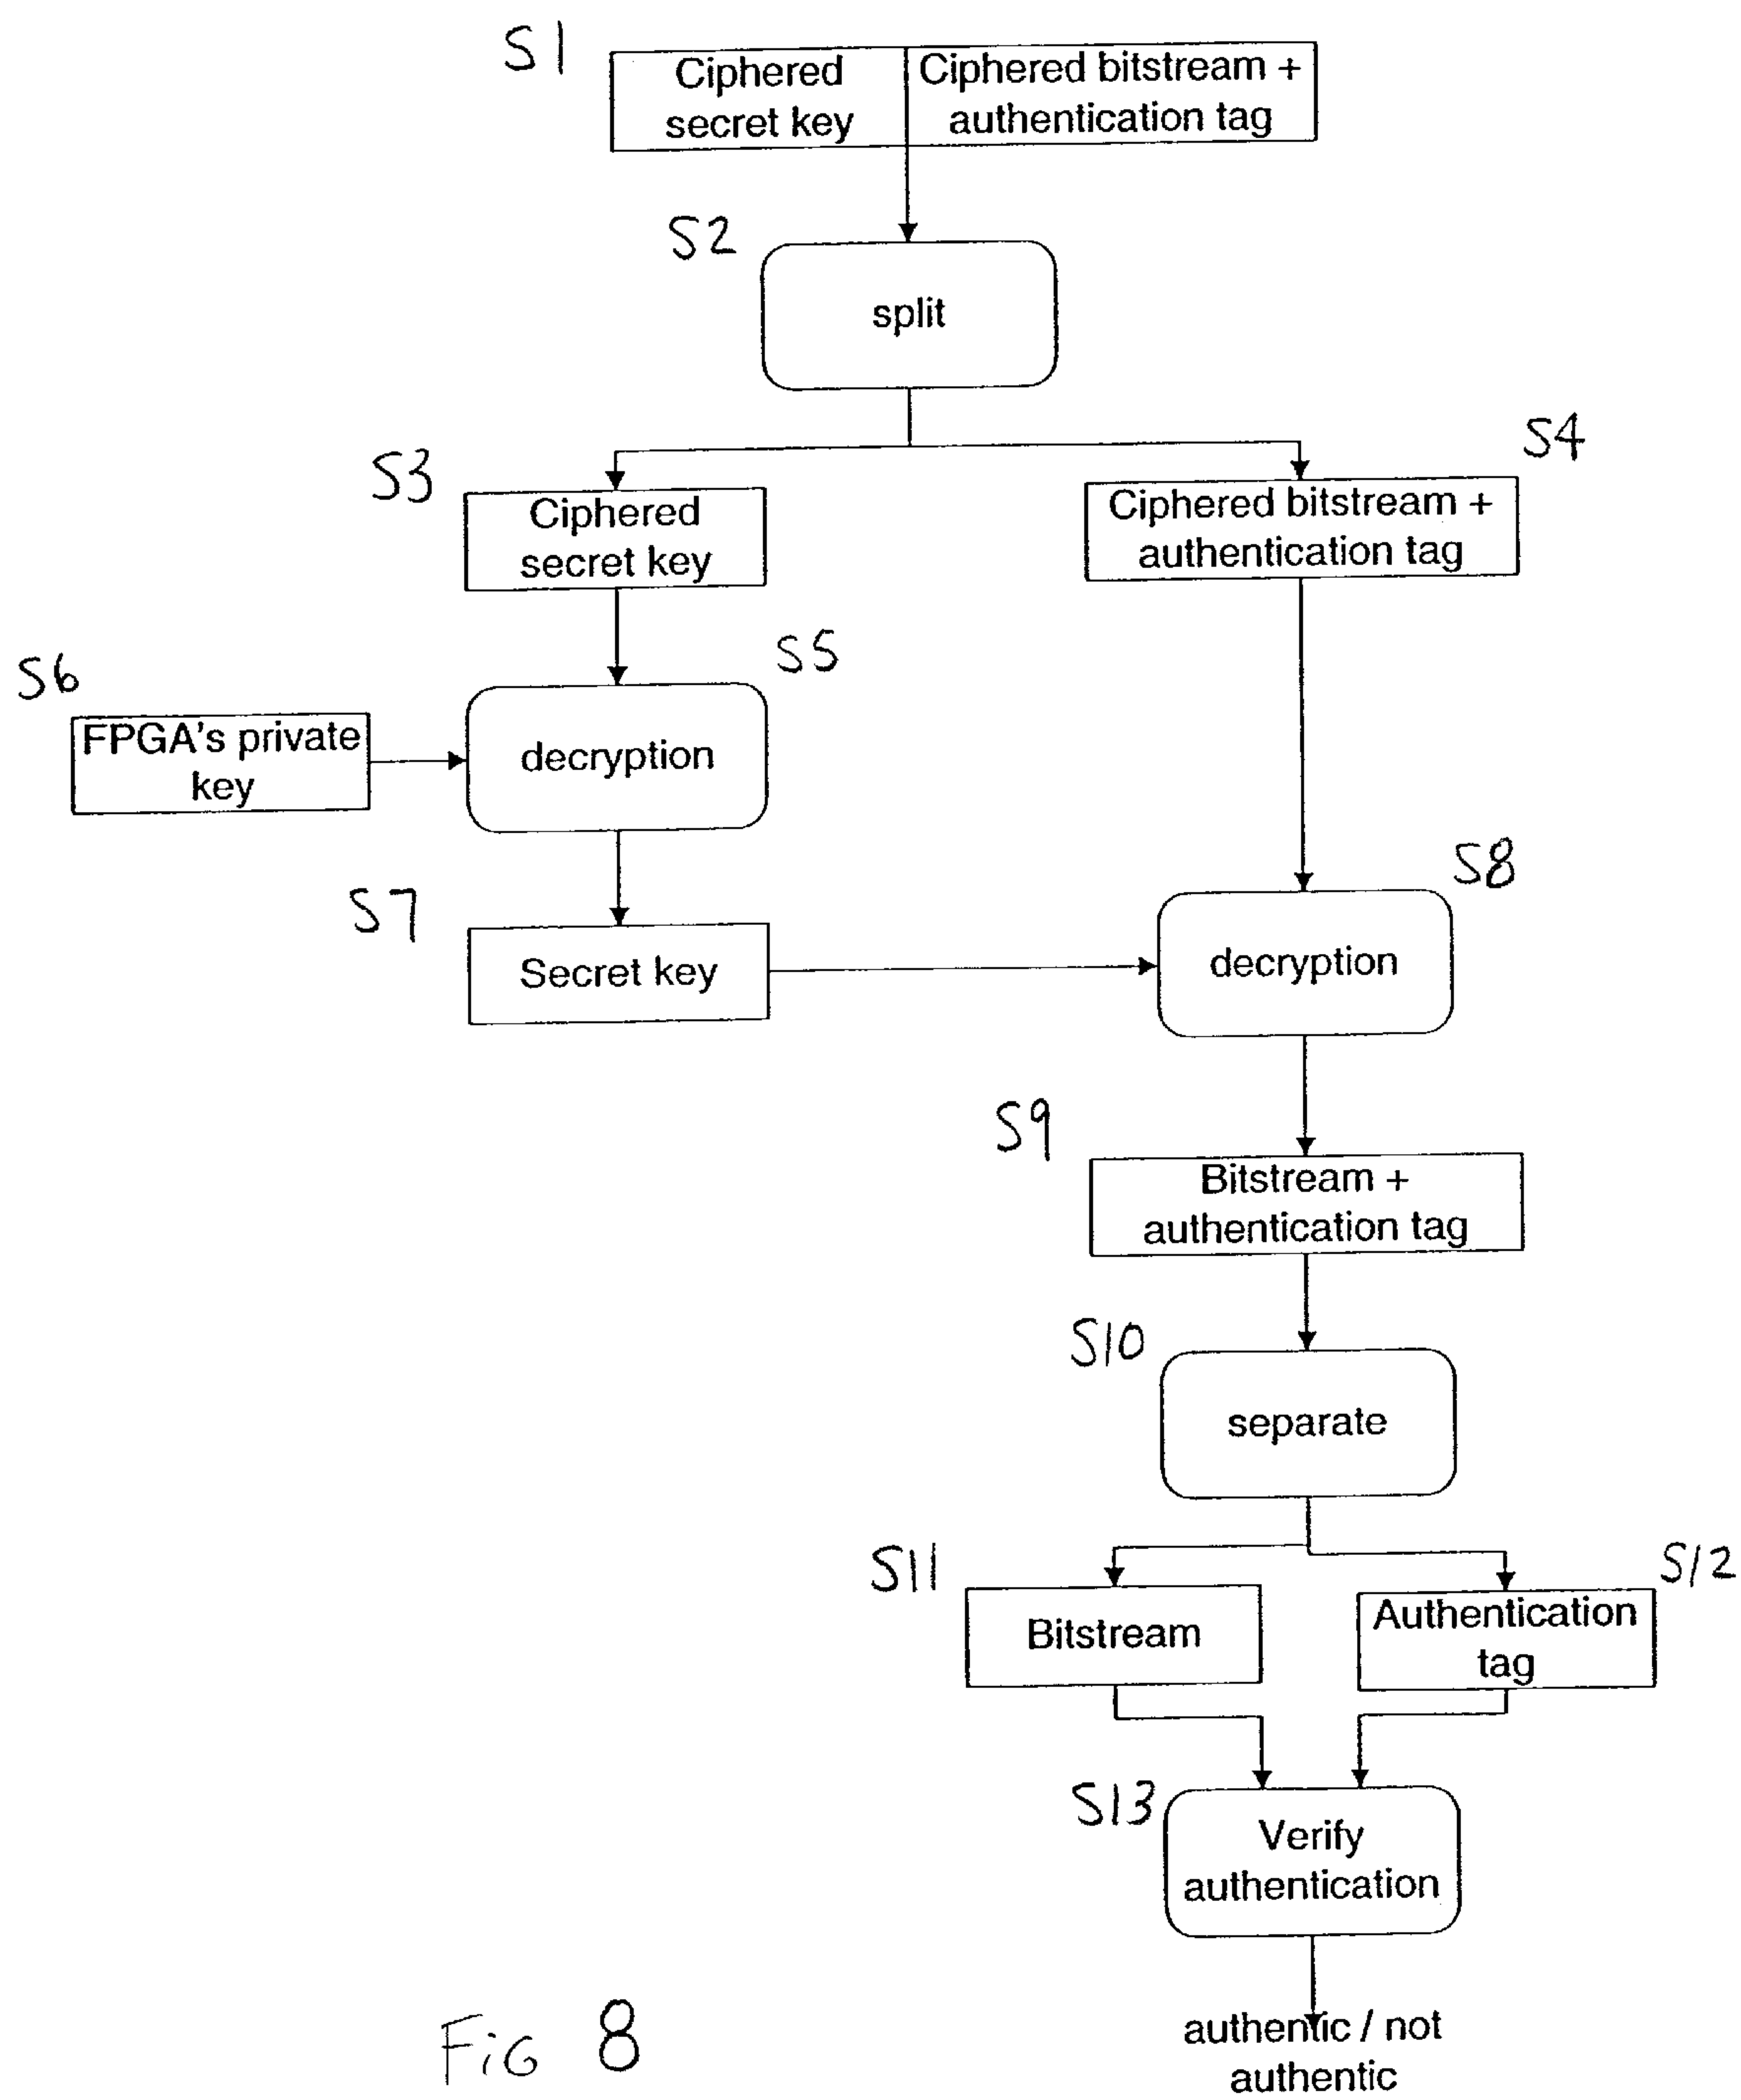 S1
Ciphered
secret key
Ciphered bitstream +
authentication tag
S2
split
S3
Ciphered
secret key
S4
Ciphered bitstream +
authentication tag
S5
S6
FPGA's private
key
decryption
S7
Secret key
S8
decryption
S9
Bitstream +
authentication tag
S10
separate
S11
Bitstream
S12
Authentication
tag
S13
Verify
authentication
authentic / not
authentic
Fig 8